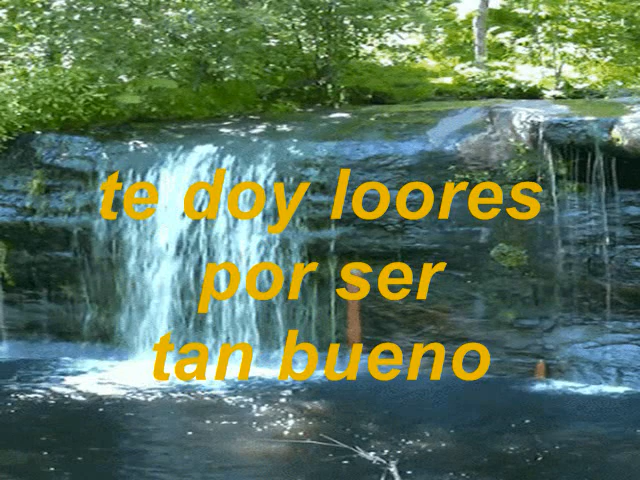 te doy loores
por ser
tan bueno